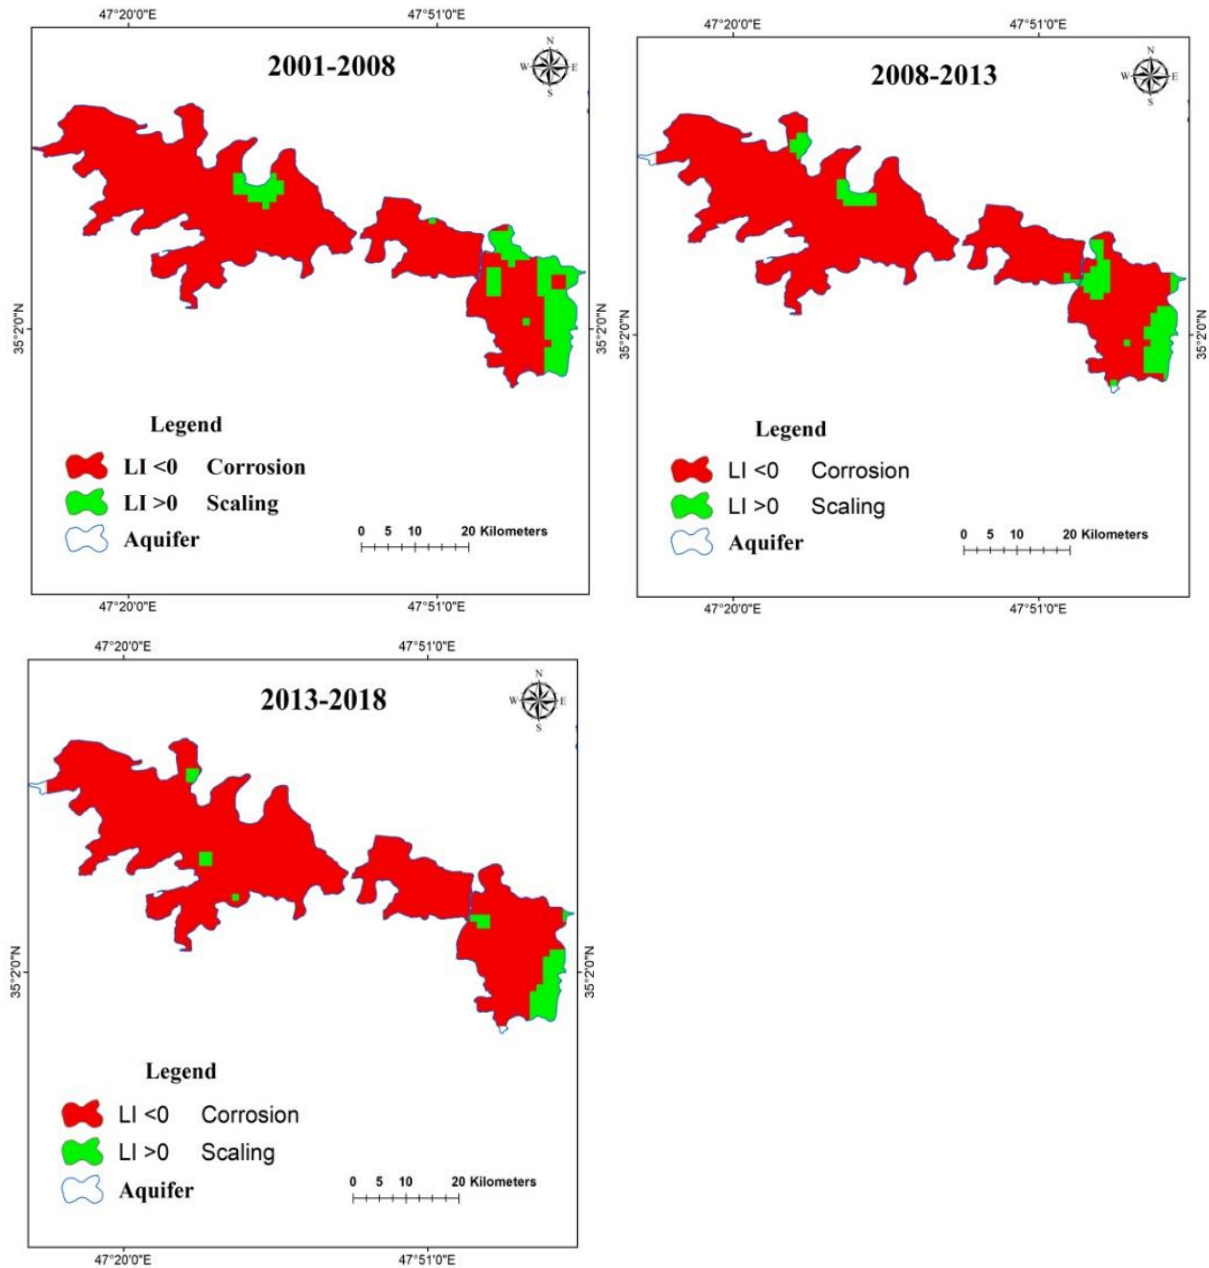 47°20'0"E 47°51'0"E
2001-2008
N
W E
S
35°2'0"N 35°2'0"N
Legend
LI <0 Corrosion
LI >0 Scaling
Aquifer
0 5 10 20 Kilometers
47°20'0"E 47°51'0"E
47°20'0"E 47°51'0"E
2008-2013
N
W E
S
35°2'0"N 35°2'0"N
Legend
LI <0 Corrosion
LI >0 Scaling
Aquifer
0 5 10 20 Kilometers
47°20'0"E 47°51'0"E
47°20'0"E 47°51'0"E
2013-2018
N
W E
S
35°2'0"N 35°2'0"N
Legend
LI <0 Corrosion
LI >0 Scaling
Aquifer
0 5 10 20 Kilometers
47°20'0"E 47°51'0"E